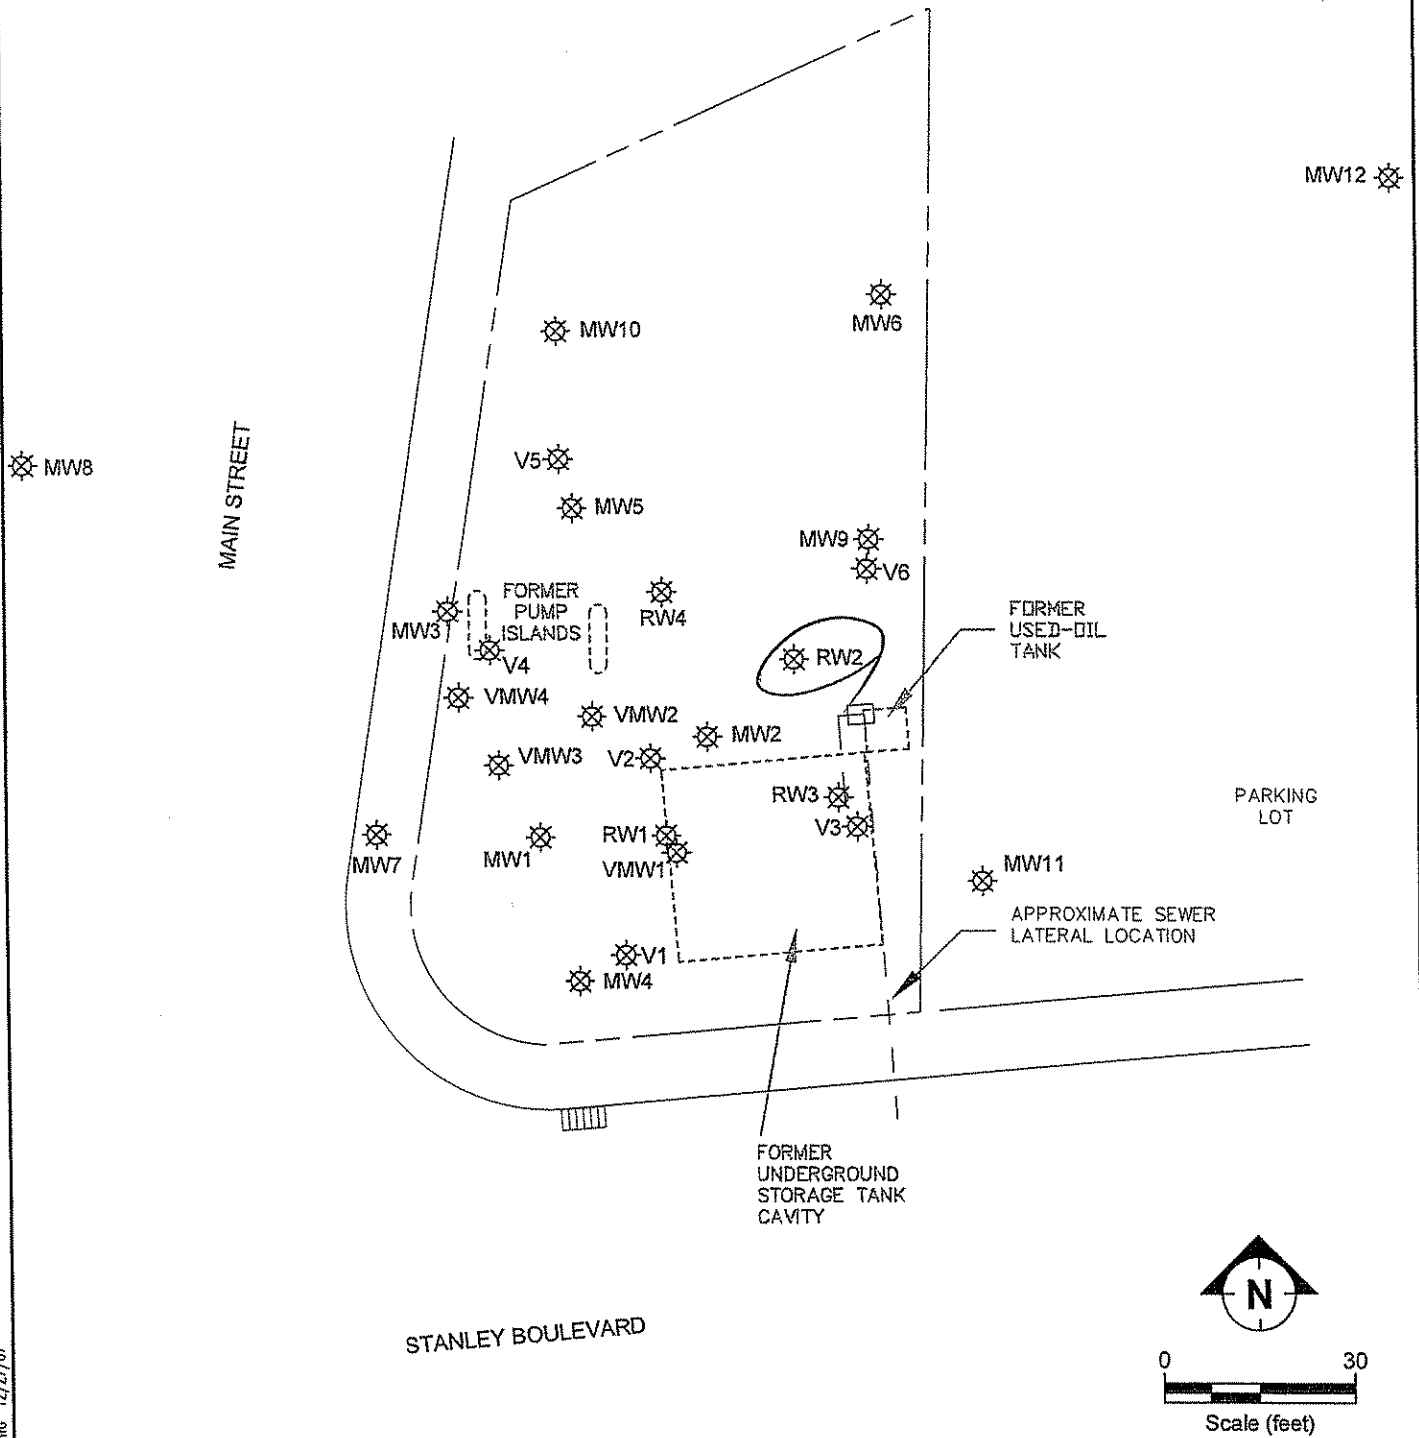 MW12
MW6
MW10
MAIN STREET
V5
MW8
MW5
MW9
V6
FORMER
PUMP
ISLANDS
RW4
MW3
FORMER
USED-OIL
TANK
V4
RW2
VMW4
VMW2
MW2
VMW3
V2
RW3
PARKING
LOT
V3
RW1
MW1
MW7
VMW1
MW11
APPROXIMATE SEWER
LATERAL LOCATION
V1
MW4
FORMER
UNDERGROUND
STORAGE TANK
CAVITY
N
STANLEY BOULEVARD
0 30
Scale (feet)